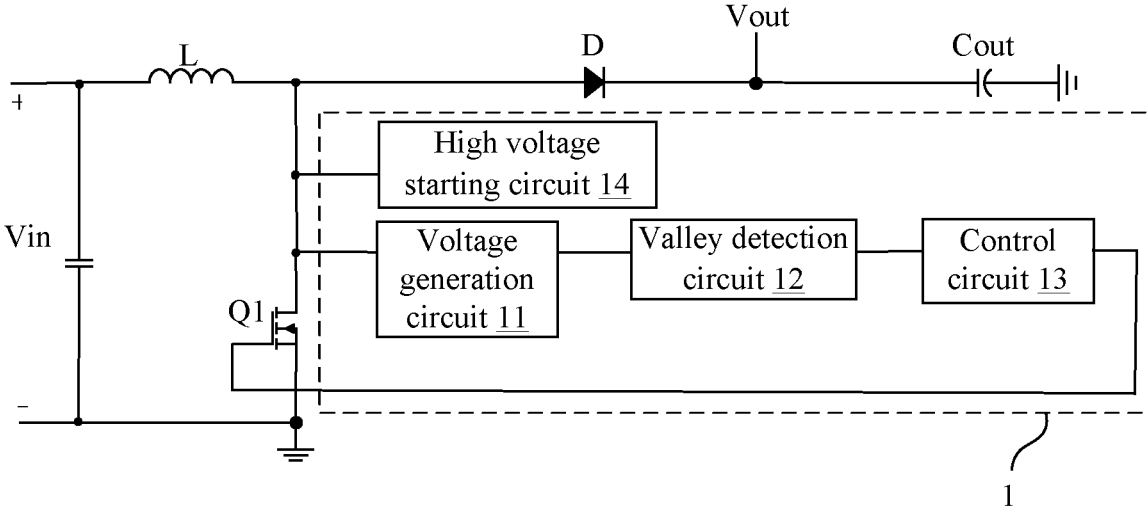 Vout
L
D
Cout
+
High voltage
starting circuit 14
Vin
Voltage
generation
circuit 11
Valley detection
circuit 12
Control
circuit 13
Q1
-
1